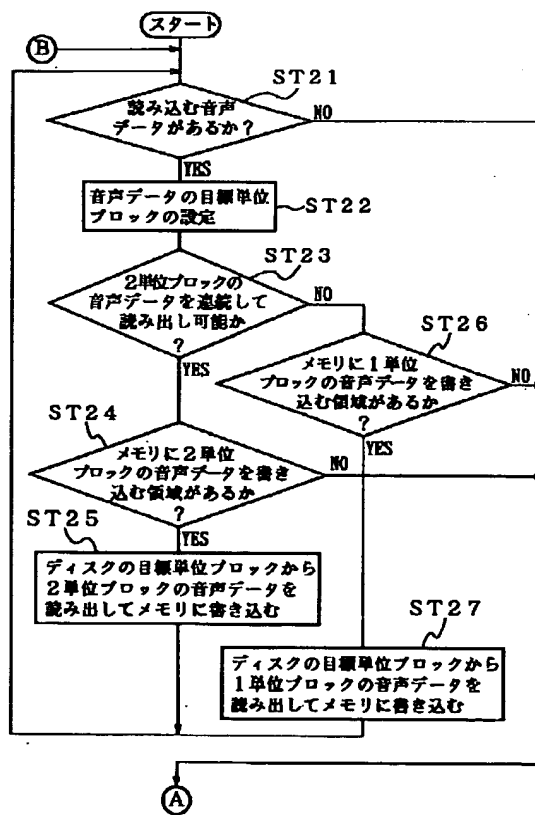 スタート
B
ST21
読み込む音声
データがあるか?
NO
YES
音声データの目標単位
ブロックの設定
ST22
ST23
2単位ブロックの
音声データを連続して
読み出し可能か
?
NO
YES
ST26
メモリに1単位
ブロックの音声データを書き
込む領域があるか
?
NO
YES
ST24
メモリに2単位
ブロックの音声データを書き
込む領域があるか
?
NO
YES
ST25
ディスクの目標単位ブロックから
2単位ブロックの音声データを
読み出してメモリに書き込む
ST27
ディスクの目標単位ブロックから
1単位ブロックの音声データを
読み出してメモリに書き込む
A